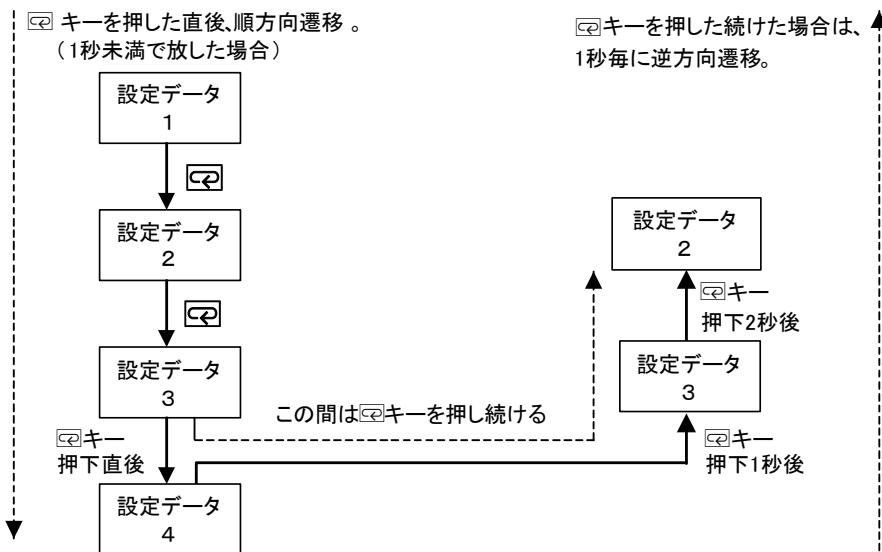 キーを押した直後、順方向遷移 。
(1秒未満で放した場合)
設定データ
1
設定データ
2
設定データ
3
キー
押下直後
設定データ
4
この間はキーを押し続ける
キーを押した続けた場合は、
1秒毎に逆方向遷移。
設定データ
2
キー
押下2秒後
設定データ
3
キー
押下1秒後